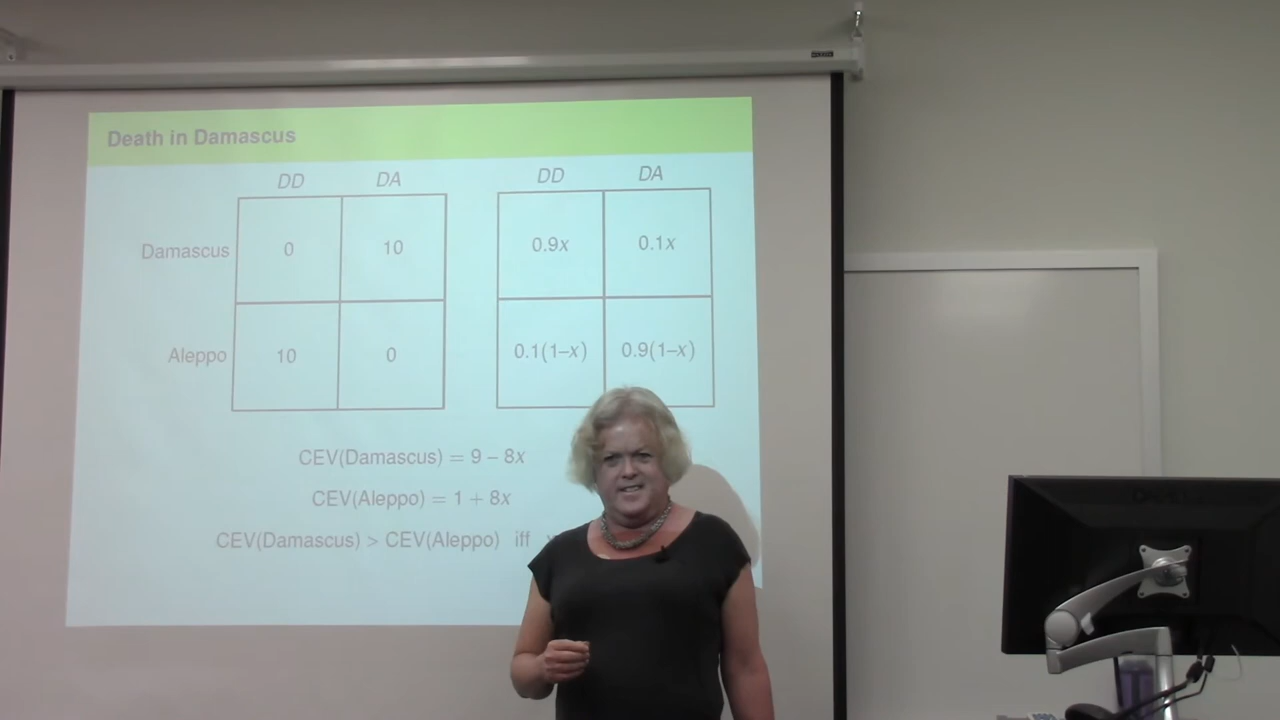 Death in Damascus
DD DA DD DA
Damascus 0 10 0.9x 0.1x
Aleppo 10 0 0.1(1–x) 0.9(1–x)
CEV(Damascus) = 9 – 8x
CEV(Aleppo) = 1 + 8x
CEV(Damascus) > CEV(Aleppo) iff